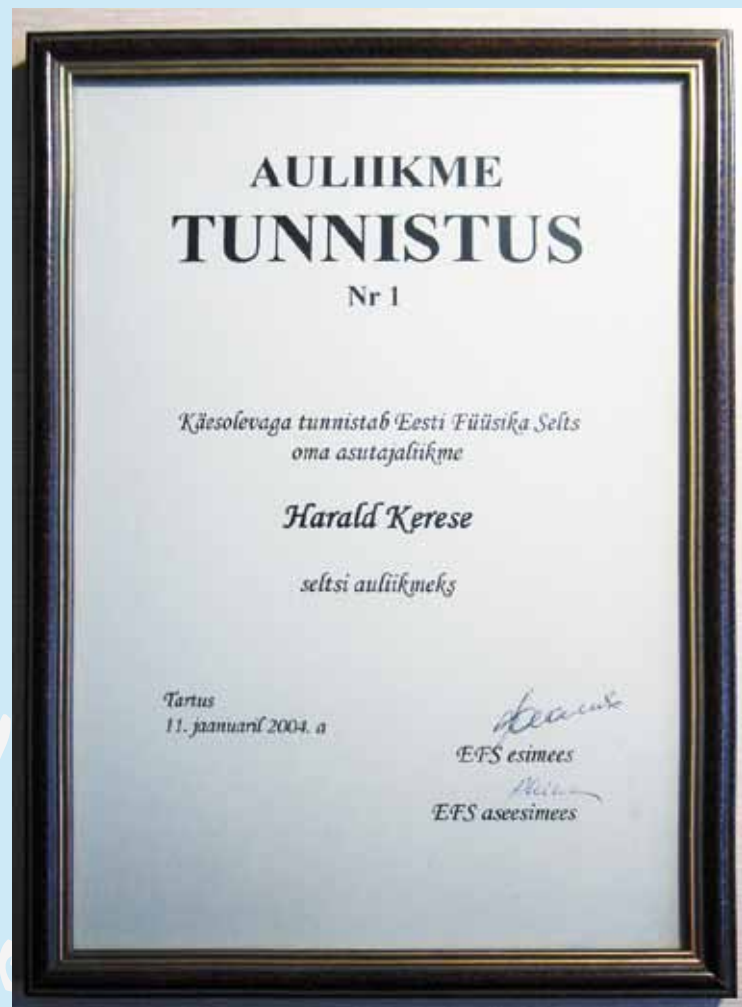 AULIIKME
TUNNISTUS
Nr 1
Käesolevaga tunnistab Eesti Füüsika Selts
oma asutajaliikme
Harald Kerese
seltsi auliikmeks
Tartus
11. jaanuaril 2004. a
EFS esimees
EFS aseesimees